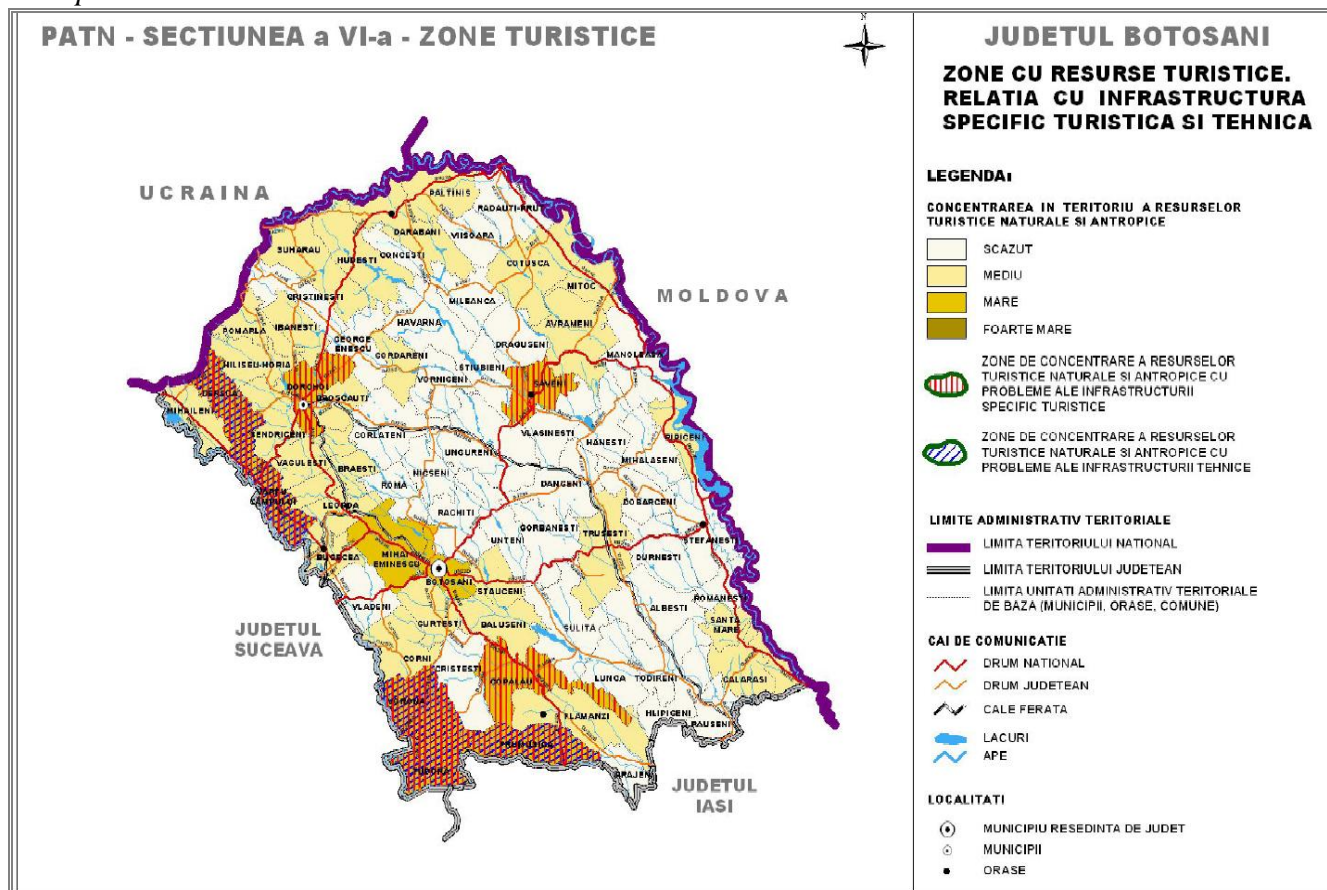 PATN - SECTIUNEA a VI-a - ZONE TURISTICE
N
UCRAINA
MOLDOVA
JUDETUL
SUCEAVA
JUDETUL
IASI
PALTINIS
RADAUTI-PRUT
DARABANI
VIISOARA
SUHARAU
HUDESTI
CONCESTI
COTUSCA
MITOC
CRISTINESTI
MILEANCA
HAVARNA
AVRAMENI
POMARLA
IBANESTI
GEORGE
ENESCU
CORDARENI
DRAGUSENI
MANOLEASA
HILISEU-HORIA
STIUBIENI
VORNICENI
DOROHOI
SAVENI
DERSCA
BROSCAUTI
MIHAILENI
SENDRICENI
CORLATENI
VLASINESTI
HANESTI
RIPICENI
UNGURENI
MIHALASENI
VACULESTI
BRAESTI
NICSENI
DANGENI
ROMA
DOBARCENI
LEORDA
RACHITI
GORBANESTI
TRUSESTI
STEFANESTI
UNTENI
DURNESTI
BUCECEA
MIHAI
EMINESCU
BOTOSANI
STAUCENI
ROMANESTI
ALBESTI
VLADENI
SANTA
MARE
CURTESTI
BALUSENI
SULITA
CORNI
CRISTESTI
COPALAU
LUNCA
TODIRENI
CALARASI
VORONA
FLAMANZI
HLIPICENI
RAUSENI
FRUMUSICA
TUDORA
PRAJENI
JUDETUL BOTOSANI
ZONE CU RESURSE TURISTICE.
RELATIA CU INFRASTRUCTURA
SPECIFIC TURISTICA SI TEHNICA
LEGENDA:
CONCENTRAREA IN TERITORIU A RESURSELOR
TURISTICE NATURALE SI ANTROPICE
SCAZUT
MEDIU
MARE
FOARTE MARE
ZONE DE CONCENTRARE A RESURSELOR
TURISTICE NATURALE SI ANTROPICE CU
PROBLEME ALE INFRASTRUCTURII
SPECIFIC TURISTICE
ZONE DE CONCENTRARE A RESURSELOR
TURISTICE NATURALE SI ANTROPICE CU
PROBLEME ALE INFRASTRUCTURII TEHNICE
LIMITE ADMINISTRATIV TERITORIALE
LIMITA TERITORIULUI NATIONAL
LIMITA TERITORIULUI JUDETEAN
LIMITA UNITATI ADMINISTRATIV TERITORIALE
DE BAZA (MUNICIPII, ORASE, COMUNE)
CAI DE COMUNICATIE
DRUM NATIONAL
DRUM JUDETEAN
CALE FERATA
LACURI
APE
LOCALITATI
MUNICIPIU RESEDINTA DE JUDET
MUNICIPII
ORASE